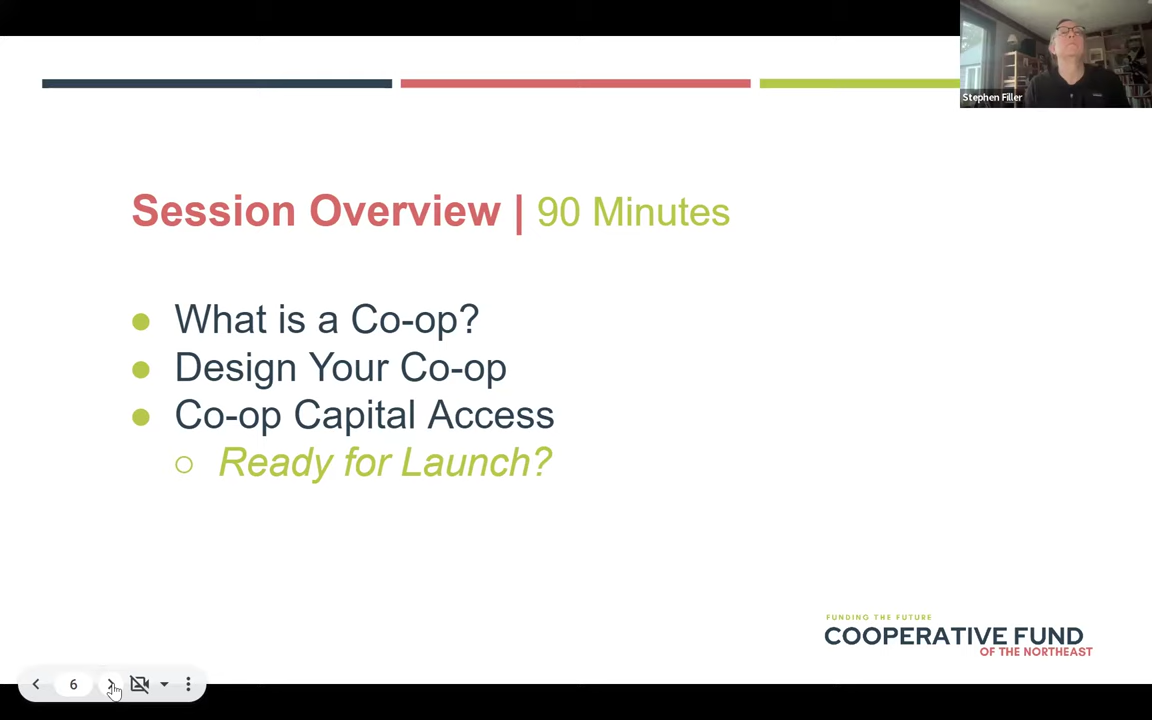 Stephen Filler
Session Overview | 90 Minutes
What is a Co-op?
Design Your Co-op
Co-op Capital Access
Ready for Launch?
FUNDING THE FUTURE
COOPERATIVE FUND
OF THE NORTHEAST
6